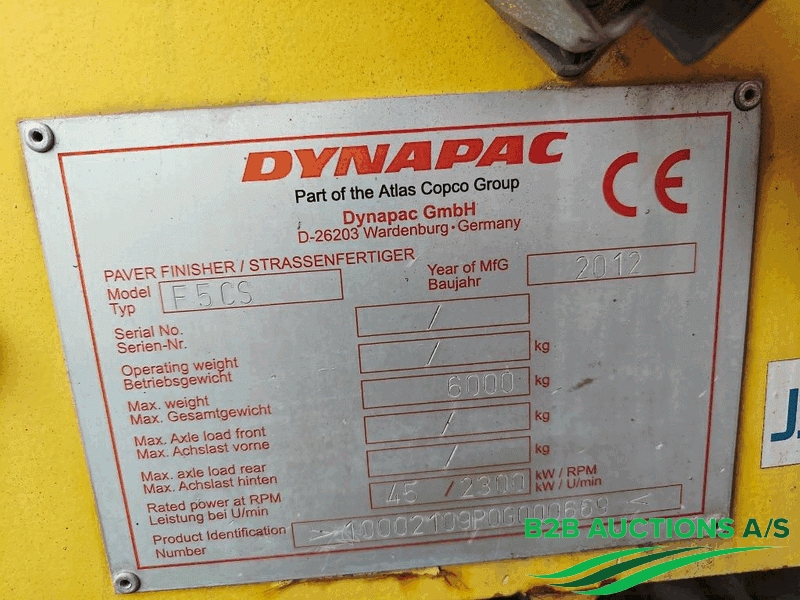 DYNAPAC
Part of the Atlas Copco Group
Dynapac GmbH
D-26203 Wardenburg·Germany
CE
PAVER FINISHER / STRASSENFERTIGER
Model F5CS Year of MfG 2012
Typ Baujahr
Serial No. /
Serien-Nr.
Operating weight / kg
Betriebsgewicht
Max. weight 6000 kg
Max. Gesamtgewicht
Max. Axle load front / kg
Max. Achslast vorne
Max. axle load rear / kg
Max. Achslast hinten
Rated power at RPM 45 / 2300 kW / RPM
Leistung bei U/min kW / U/min
Product Identification
Number
B2B AUCTIONS A/S